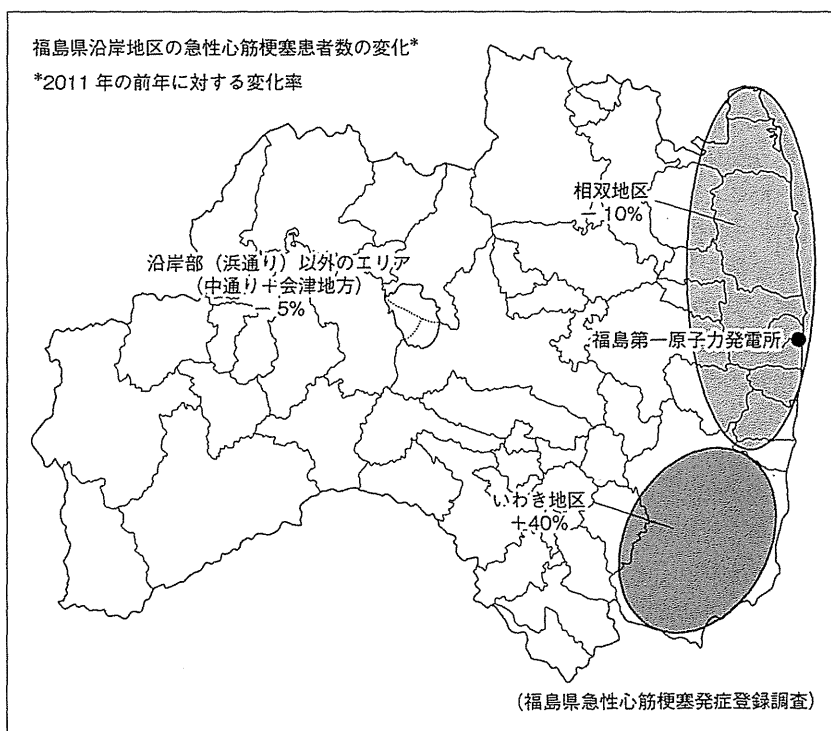 福島県沿岸地区の急性心筋梗塞患者数の変化*
*2011年の前年に対する変化率
相双地区
－10%
沿岸部（浜通り）以外のエリア
（中通り＋会津地方）
－5%
福島第一原子力発電所
いわき地区
＋40%
（福島県急性心筋梗塞発症登録調査）